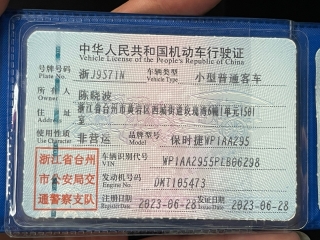 中华人民共和国机动车行驶证
Vehicle License of the People's Republic of China
号牌号码 Plate No. 浙J9S71N 车辆类型 Vehicle Type 小型普通客车
所有人 Owner 陈晓波
住址 浙江省台州市黄岩区西城街道玫瑰湾6幢1单元1501室
使用性质 Use Character 非营运 品牌型号 Model 保时捷WP1AA295
浙江省台州市公安局交通警察支队
车辆识别代号 VIN WP1AA2955PLB06298
发动机号码 Engine No. DMT105473
注册日期 Register Date 2023-06-28 发证日期 Issue Date 2023-06-28